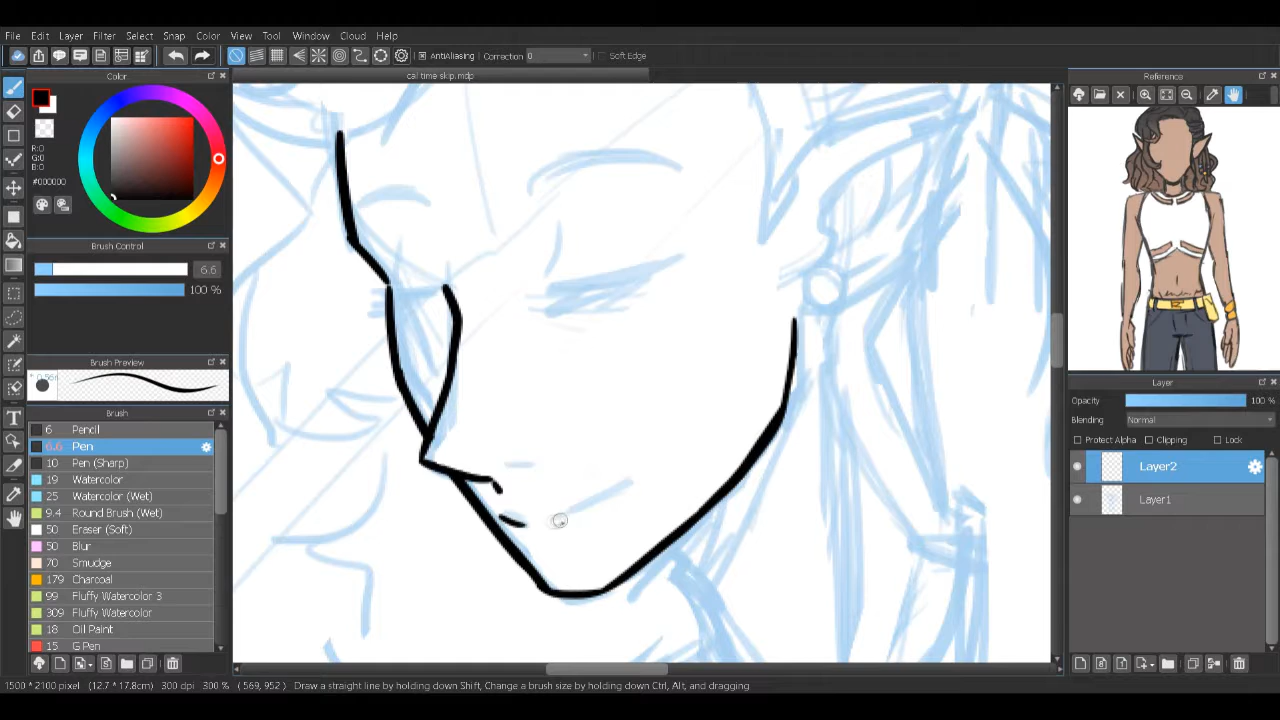 File Edit Layer Filter Select Snap Color View Tool Window Cloud Help
AntiAliasing Correction 0 Soft Edge
Color
cal time skip.mdp
Reference
R:0
G:0
B:0
#000000
Brush Control
6.6
100 %
Brush Preview
Brush
6 Pencil
6.6 Pen
10 Pen (Sharp)
19 Watercolor
25 Watercolor (Wet)
9.4 Round Brush (Wet)
50 Eraser (Soft)
50 Blur
70 Smudge
179 Charcoal
99 Fluffy Watercolor 3
309 Fluffy Watercolor
18 Oil Paint
15 G Pen
Layer
Opacity 100 %
Blending Normal
Protect Alpha Clipping Lock
Layer2
Layer1
1500 * 2100 pixel (12.7 * 17.8cm) 300 dpi 300 % ( 569, 952 ) Draw a straight line by holding down Shift, Change a brush size by holding down Ctrl, Alt, and dragging